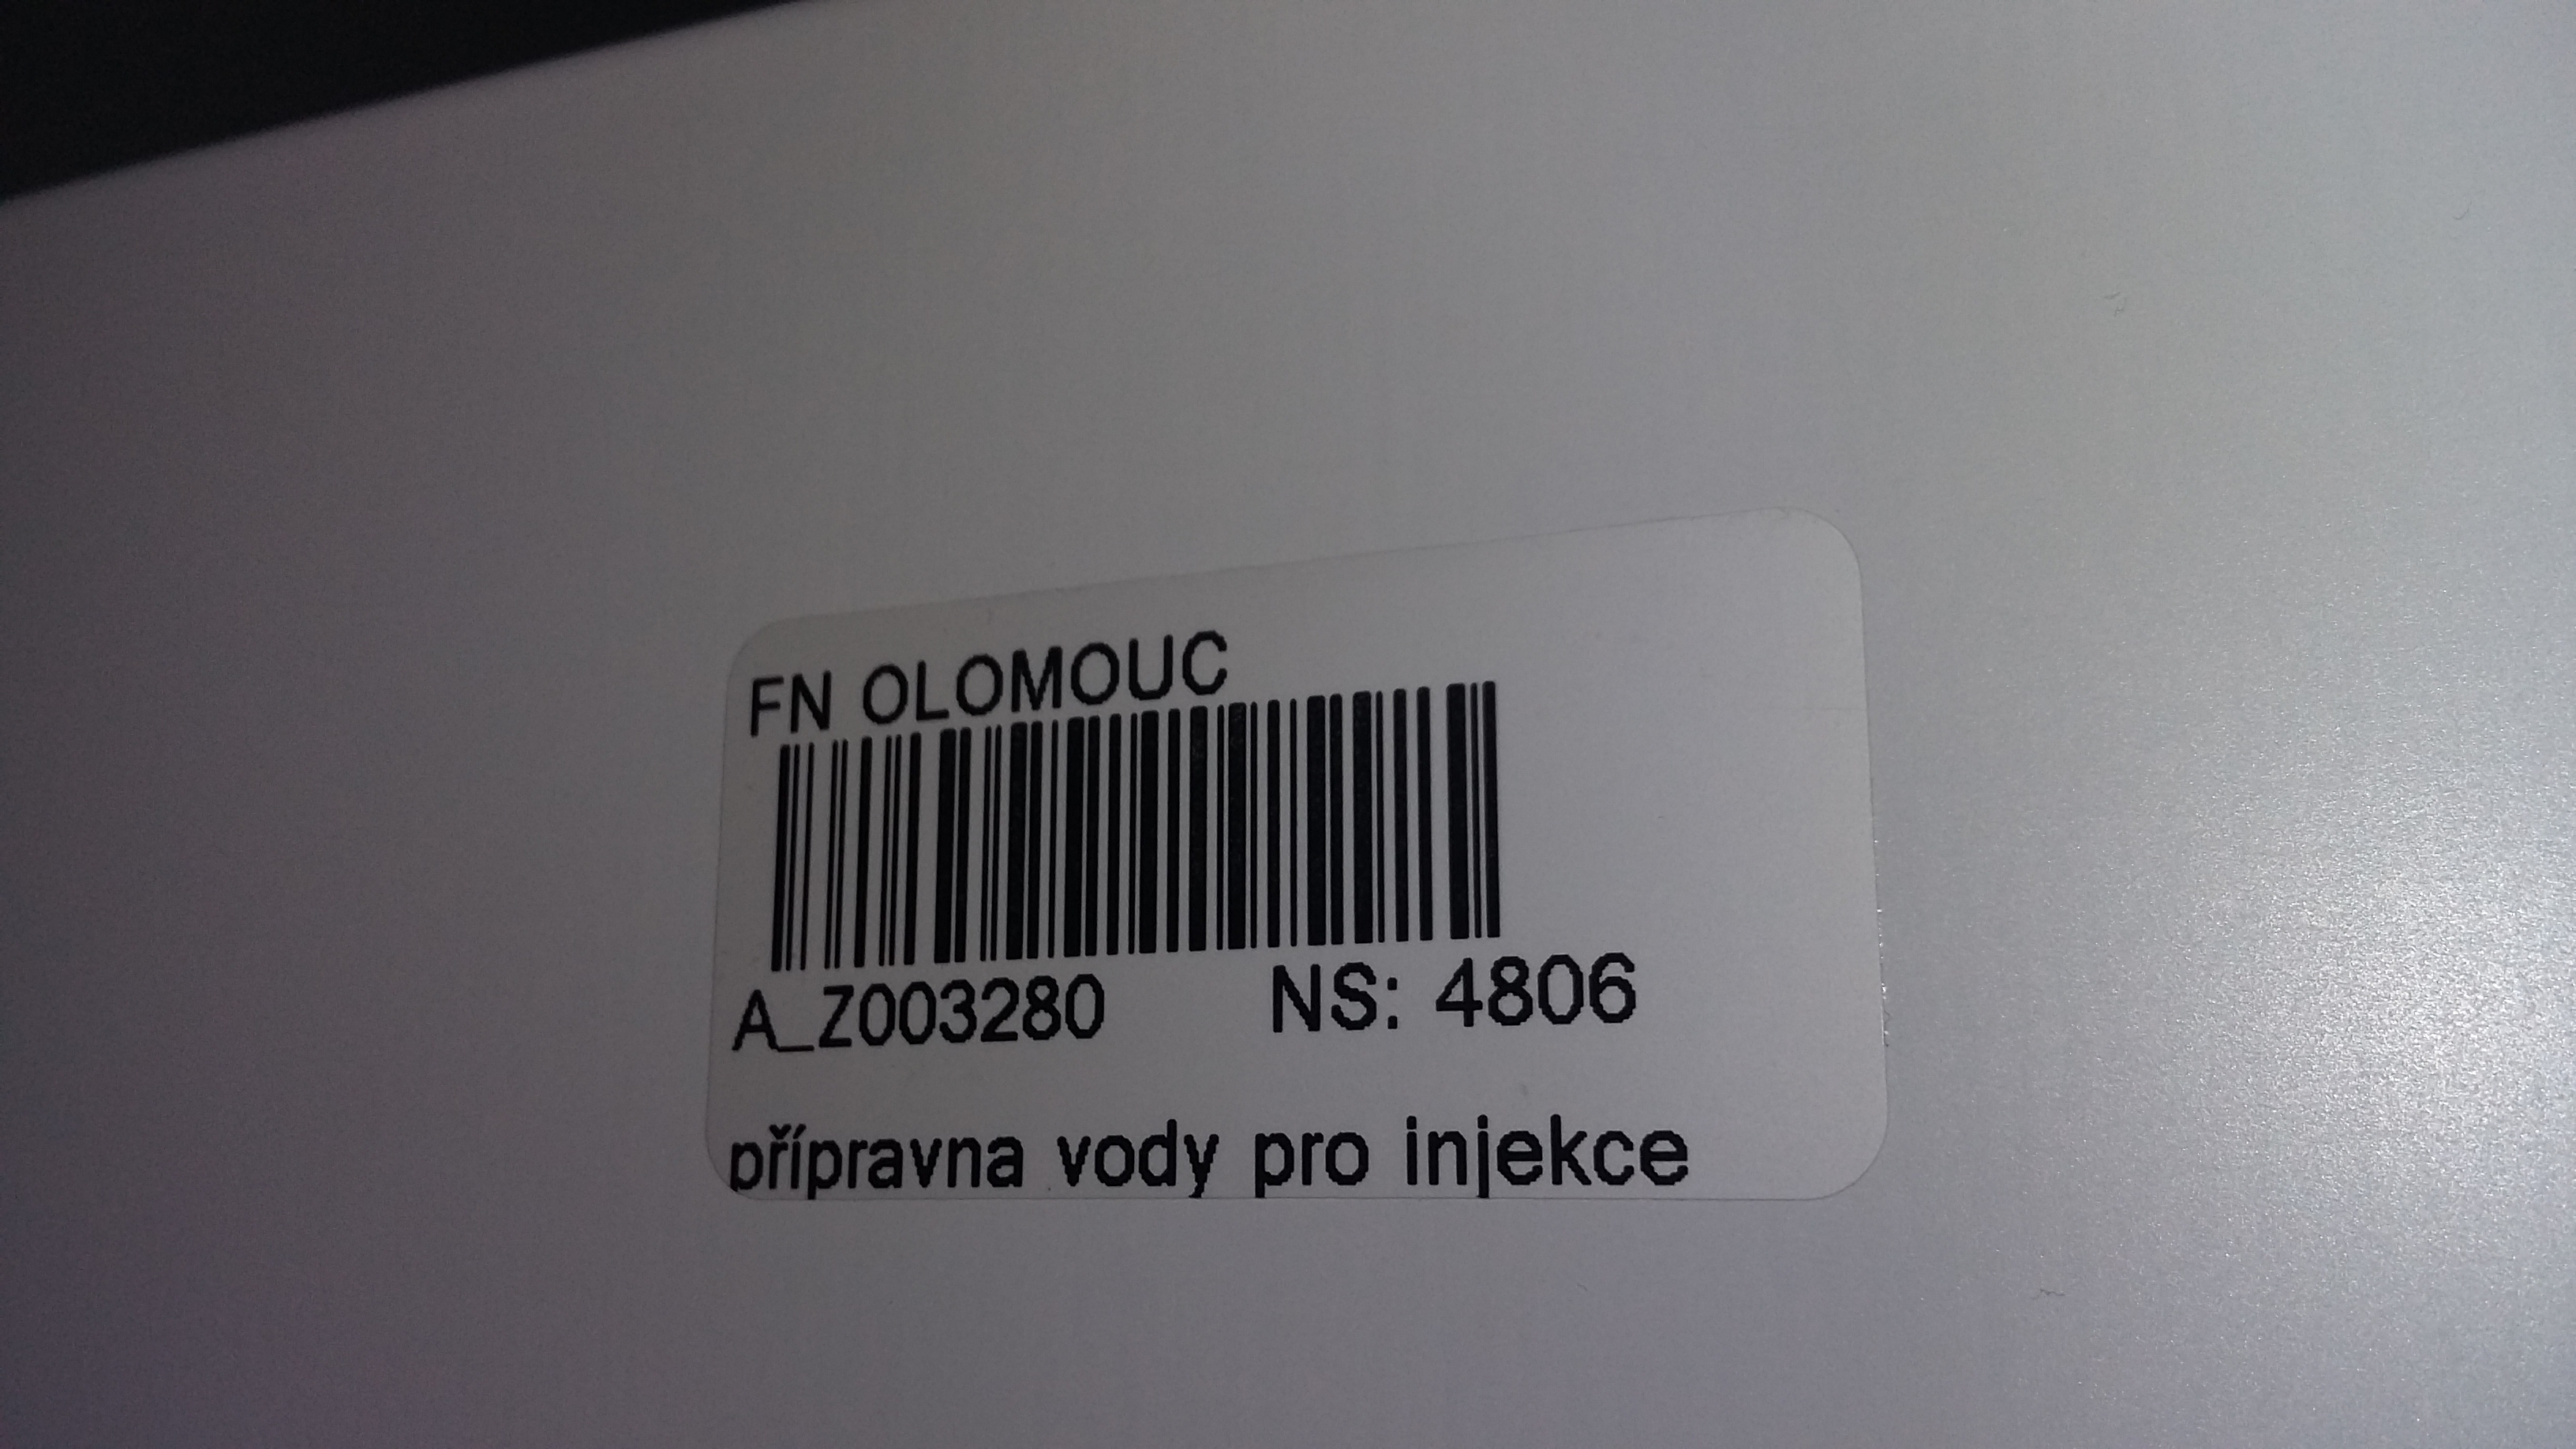 FN OLOMOUC
A_Z003280 NS: 4806
přípravna vody pro injekce